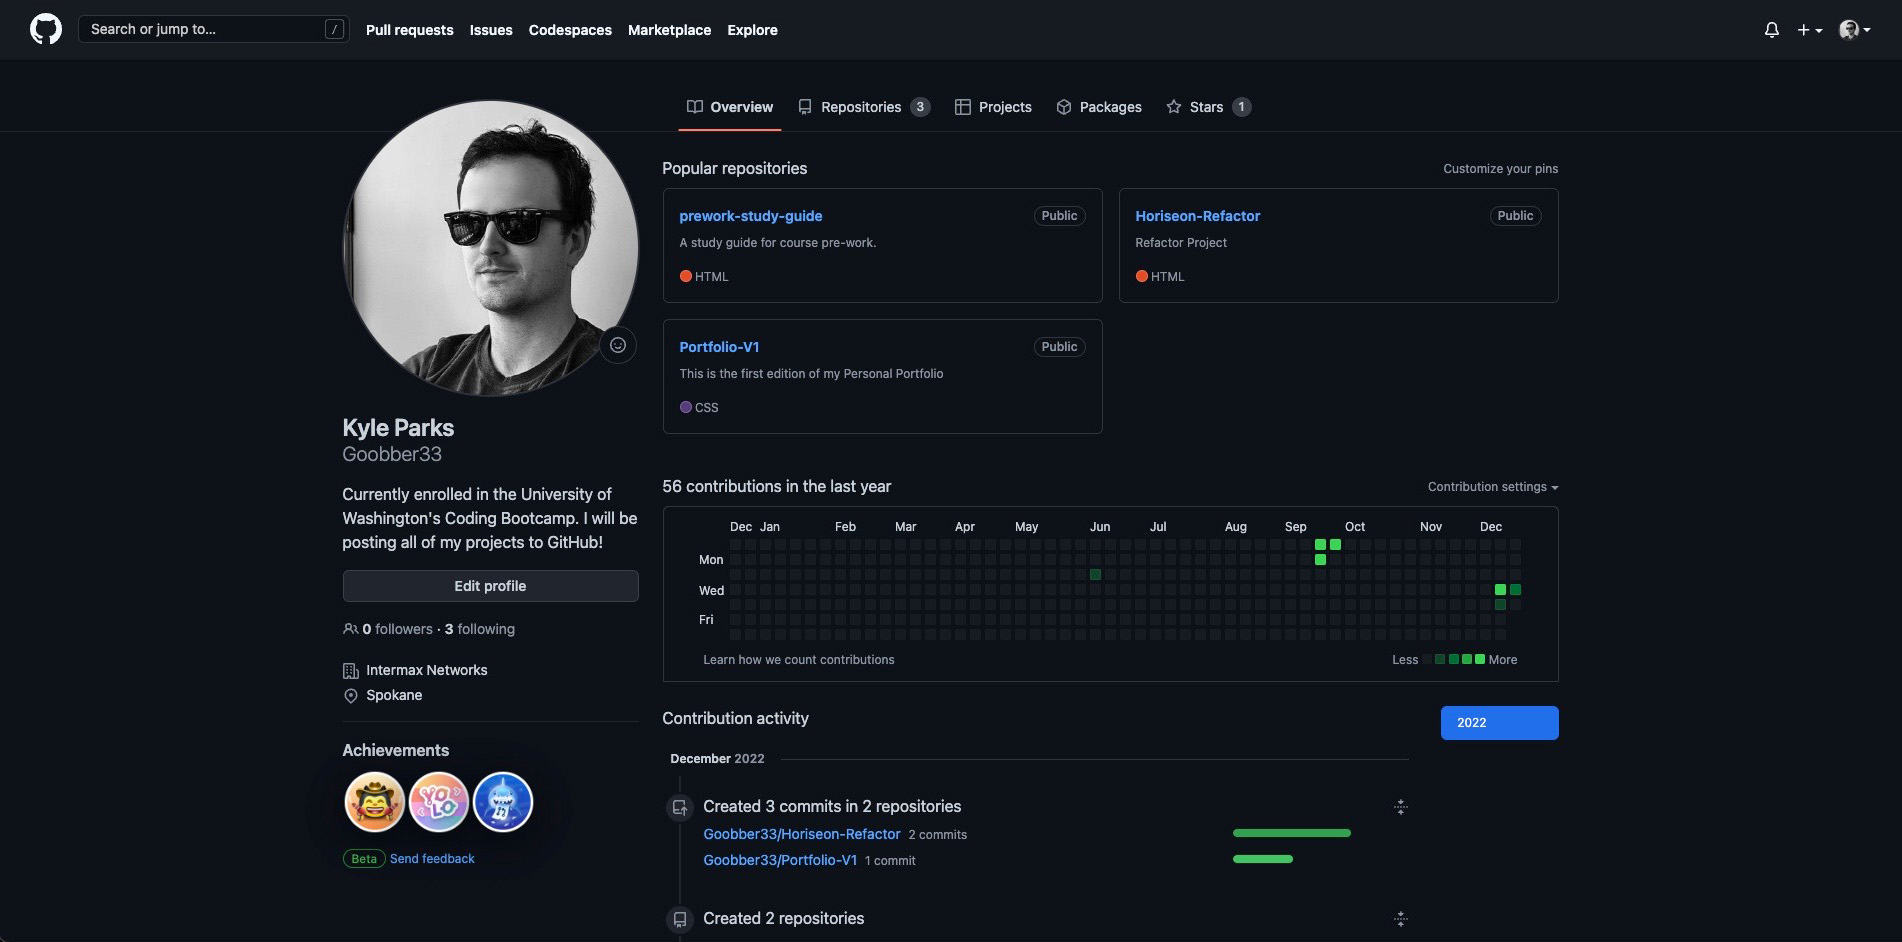 Search or jump to...
/
Pull requests
Issues
Codespaces
Marketplace
Explore
Overview
Repositories 3
Projects
Packages
Stars 1
Kyle Parks
Goobber33
Currently enrolled in the University of
Washington's Coding Bootcamp. I will be
posting all of my projects to GitHub!
Edit profile
0 followers · 3 following
Intermax Networks
Spokane
Achievements
YOLO
Beta Send feedback
Popular repositories
Customize your pins
prework-study-guide
Public
A study guide for course pre-work.
HTML
Horiseon-Refactor
Public
Refactor Project
HTML
Portfolio-V1
Public
This is the first edition of my Personal Portfolio
CSS
56 contributions in the last year
Contribution settings
Dec Jan Feb Mar Apr May Jun Jul Aug Sep Oct Nov Dec
Mon
Wed
Fri
Learn how we count contributions
Less More
Contribution activity
2022
December 2022
Created 3 commits in 2 repositories
Goobber33/Horiseon-Refactor 2 commits
Goobber33/Portfolio-V1 1 commit
Created 2 repositories